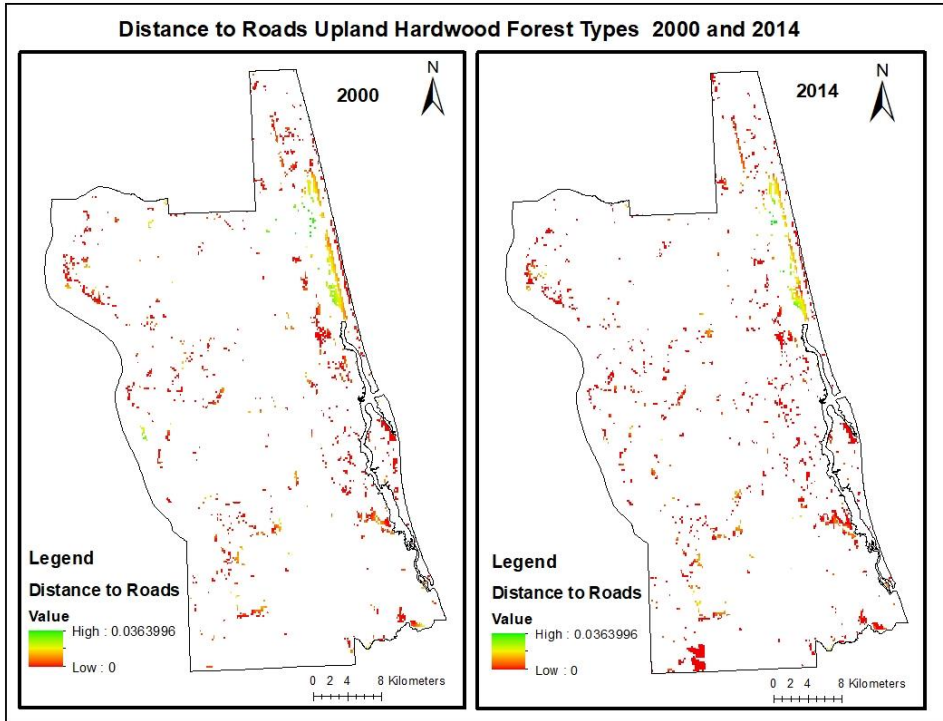 Distance to Roads Upland Hardwood Forest Types 2000 and 2014
2000
N
Legend
Distance to Roads
Value
High : 0.0363996
Low : 0
0 2 4 8 Kilometers
2014
N
Legend
Distance to Roads
Value
High : 0.0363996
Low : 0
0 2 4 8 Kilometers